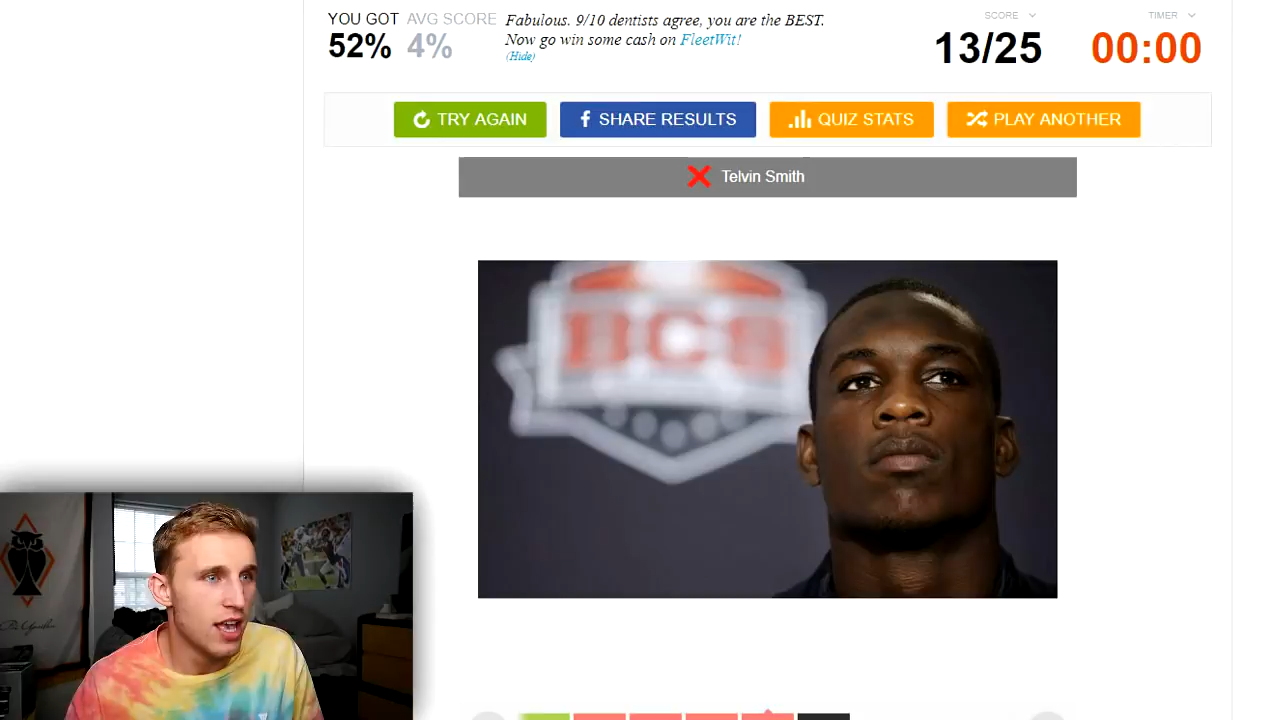 YOU GOT
52%
AVG SCORE
4%
Fabulous. 9/10 dentists agree, you are the BEST.
Now go win some cash on FleetWit!
(Hide)
SCORE
13/25
TIMER
00:00
TRY AGAIN
SHARE RESULTS
QUIZ STATS
PLAY ANOTHER
Telvin Smith
BCS